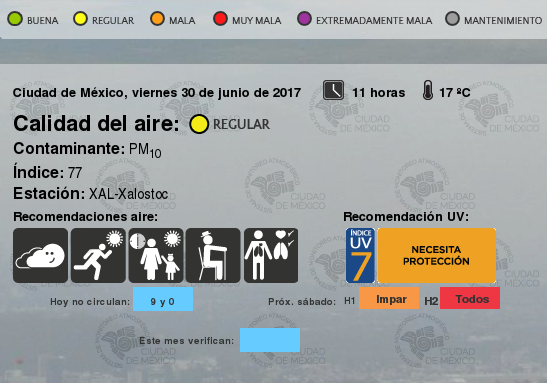 BUENA REGULAR MALA MUY MALA EXTREMADAMENTE MALA MANTENIMIENTO
Ciudad de México, viernes 30 de junio de 2017 11 horas 17 ºC
Calidad del aire: REGULAR
Contaminante: PM10
Índice: 77
Estación: XAL-Xalostoc
Recomendaciones aire: Recomendación UV:
ÍNDICE UV 7 NECESITA PROTECCIÓN
Hoy no circulan: 9 y 0 Próx. sábado: H1 Impar H2 Todos
Este mes verifican:
MONITOREO ATMOSFÉRICO
CIUDAD DE MÉXICO